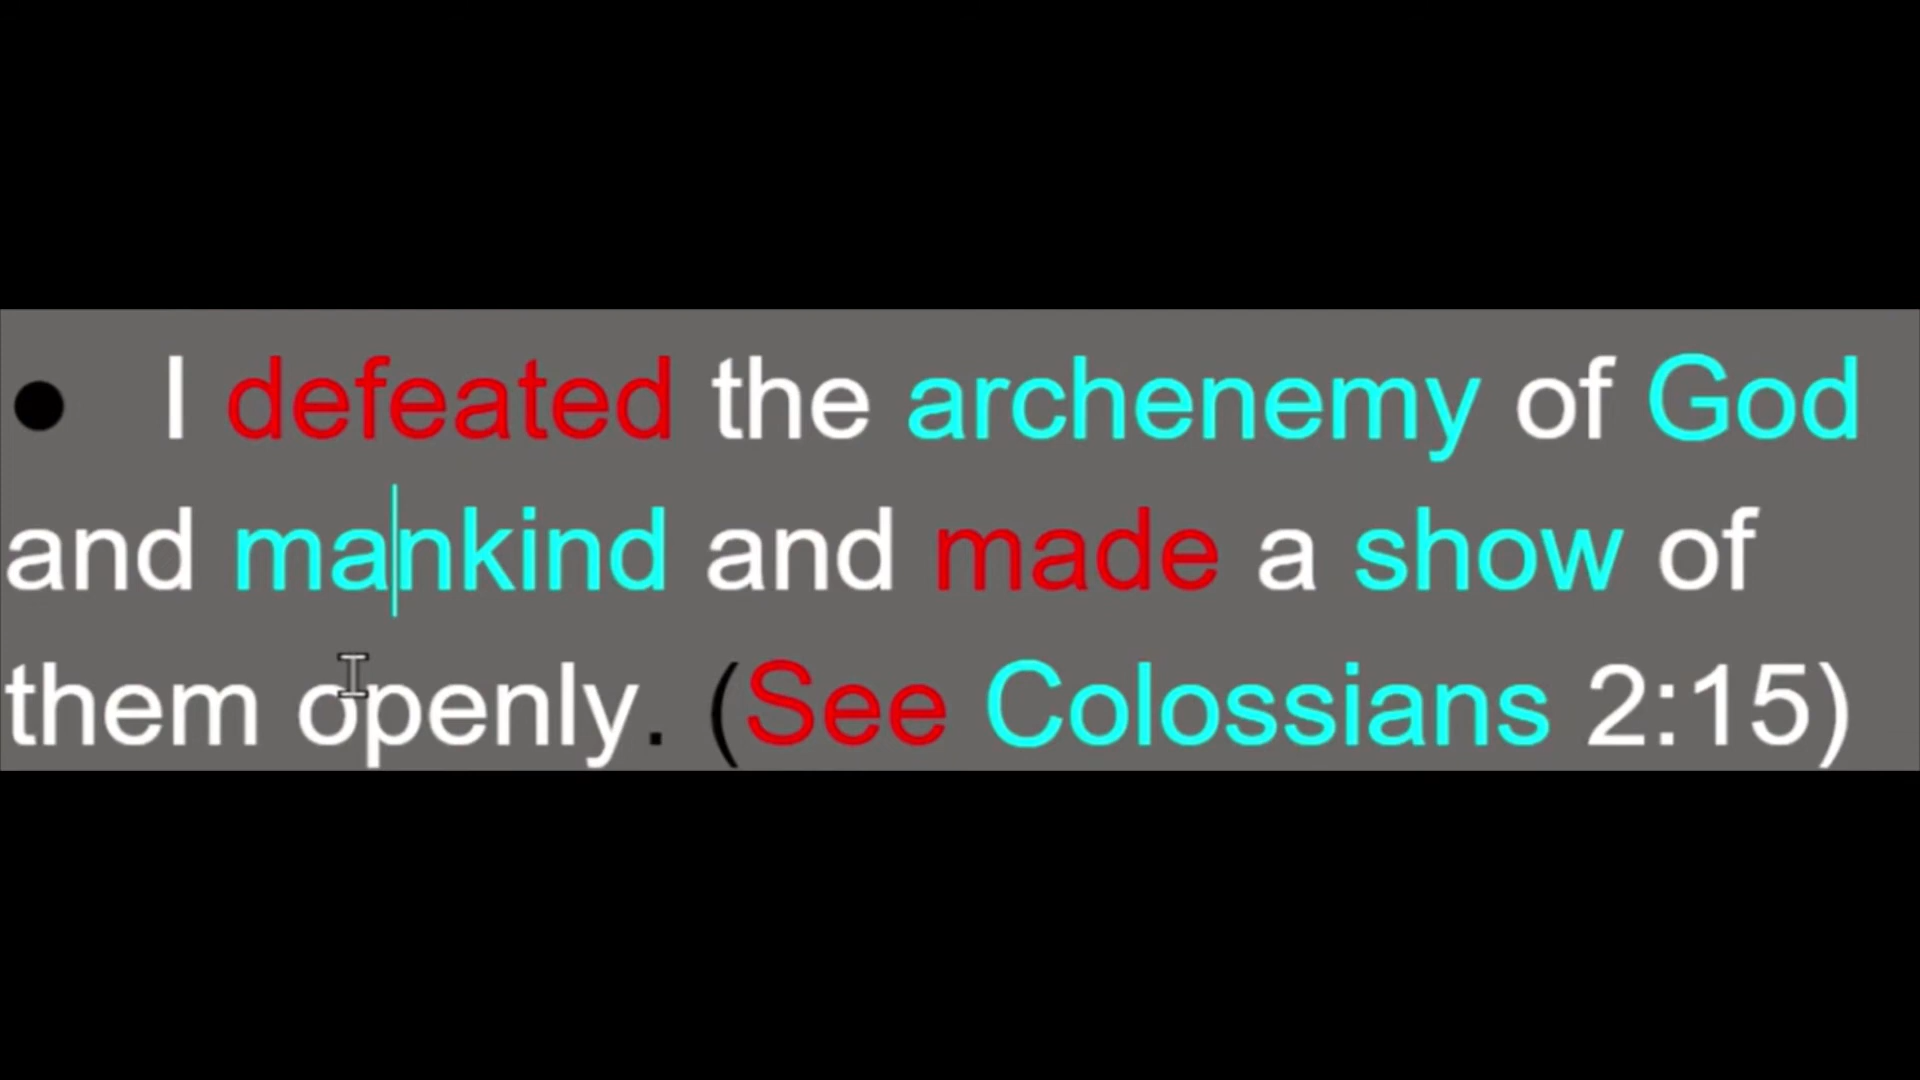 ● I defeated the archenemy of God
and mankind and made a show of
them openly. (See Colossians 2:15)